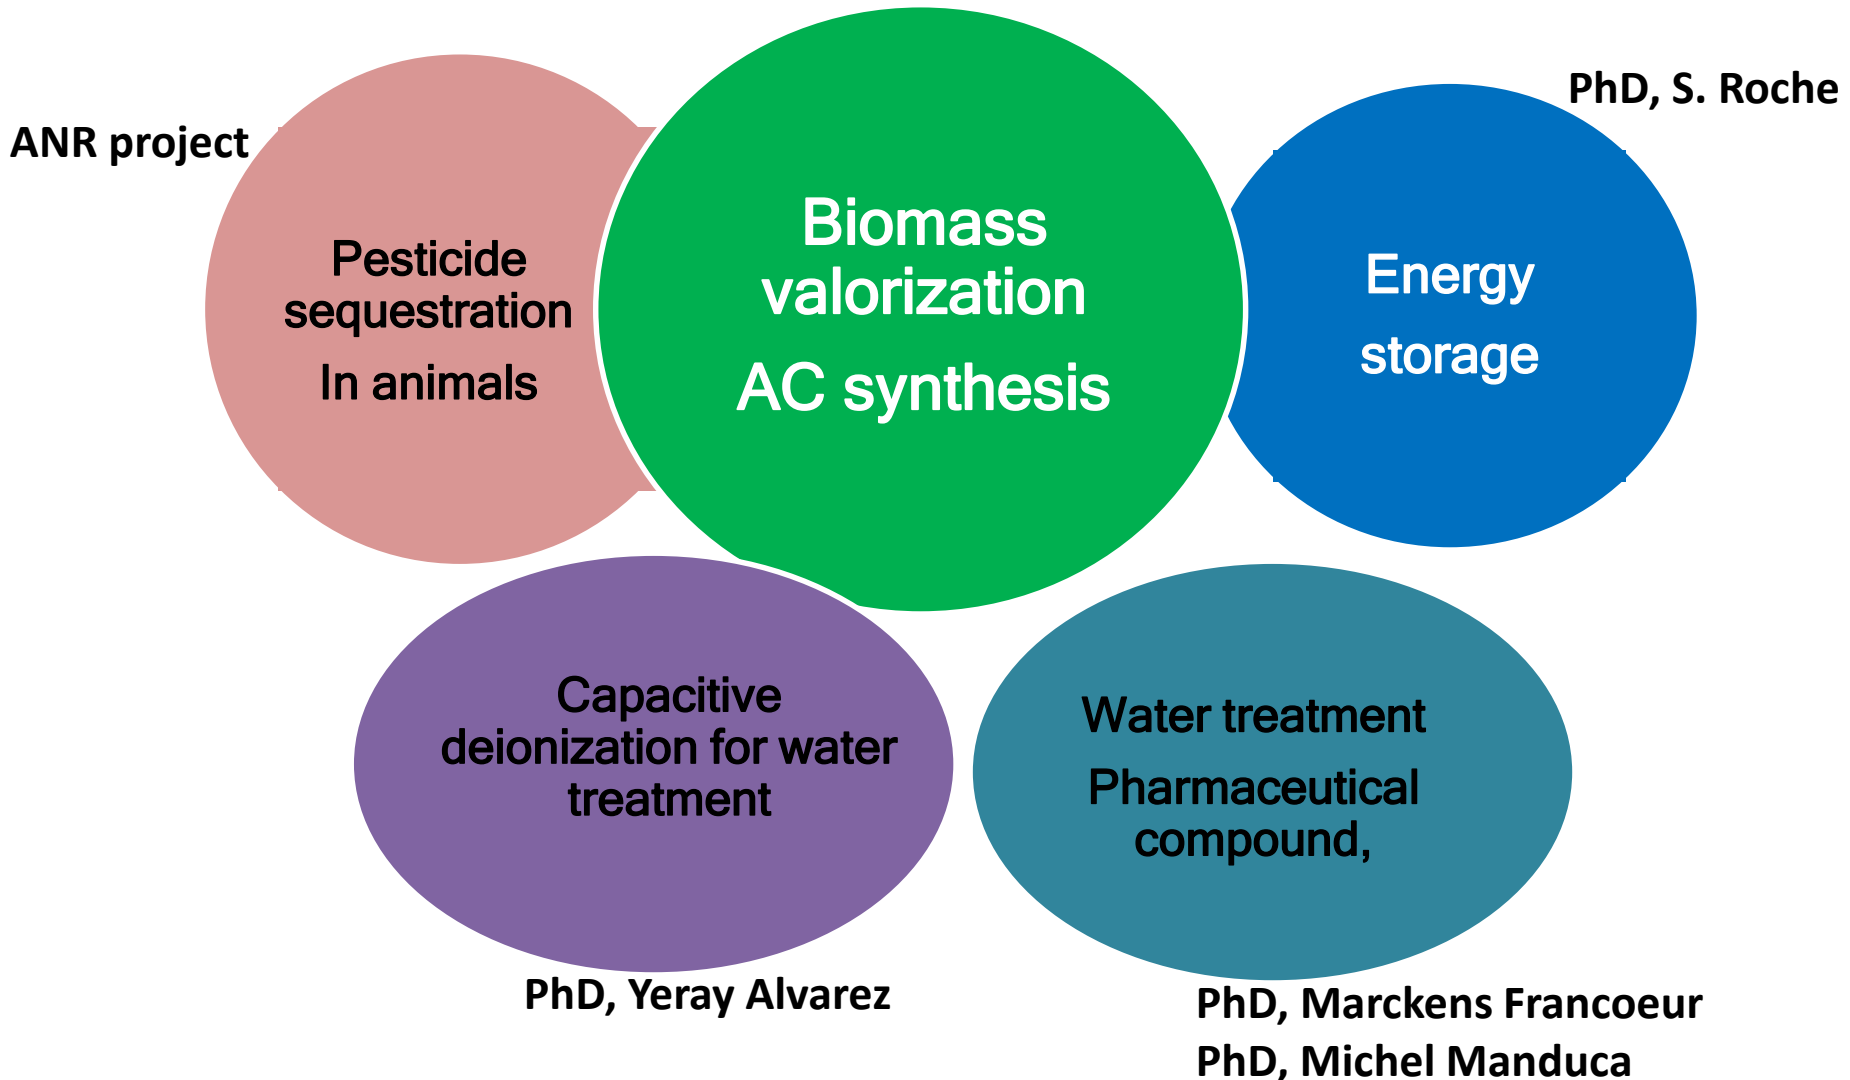 ANR project
PhD, S. Roche
Pesticide
sequestration
In animals
Biomass
valorization
AC synthesis
Energy
storage
Capacitive
deionization for water
treatment
Water treatment
Pharmaceutical
compound,
PhD, Yeray Alvarez
PhD, Marckens Francoeur
PhD, Michel Manduca